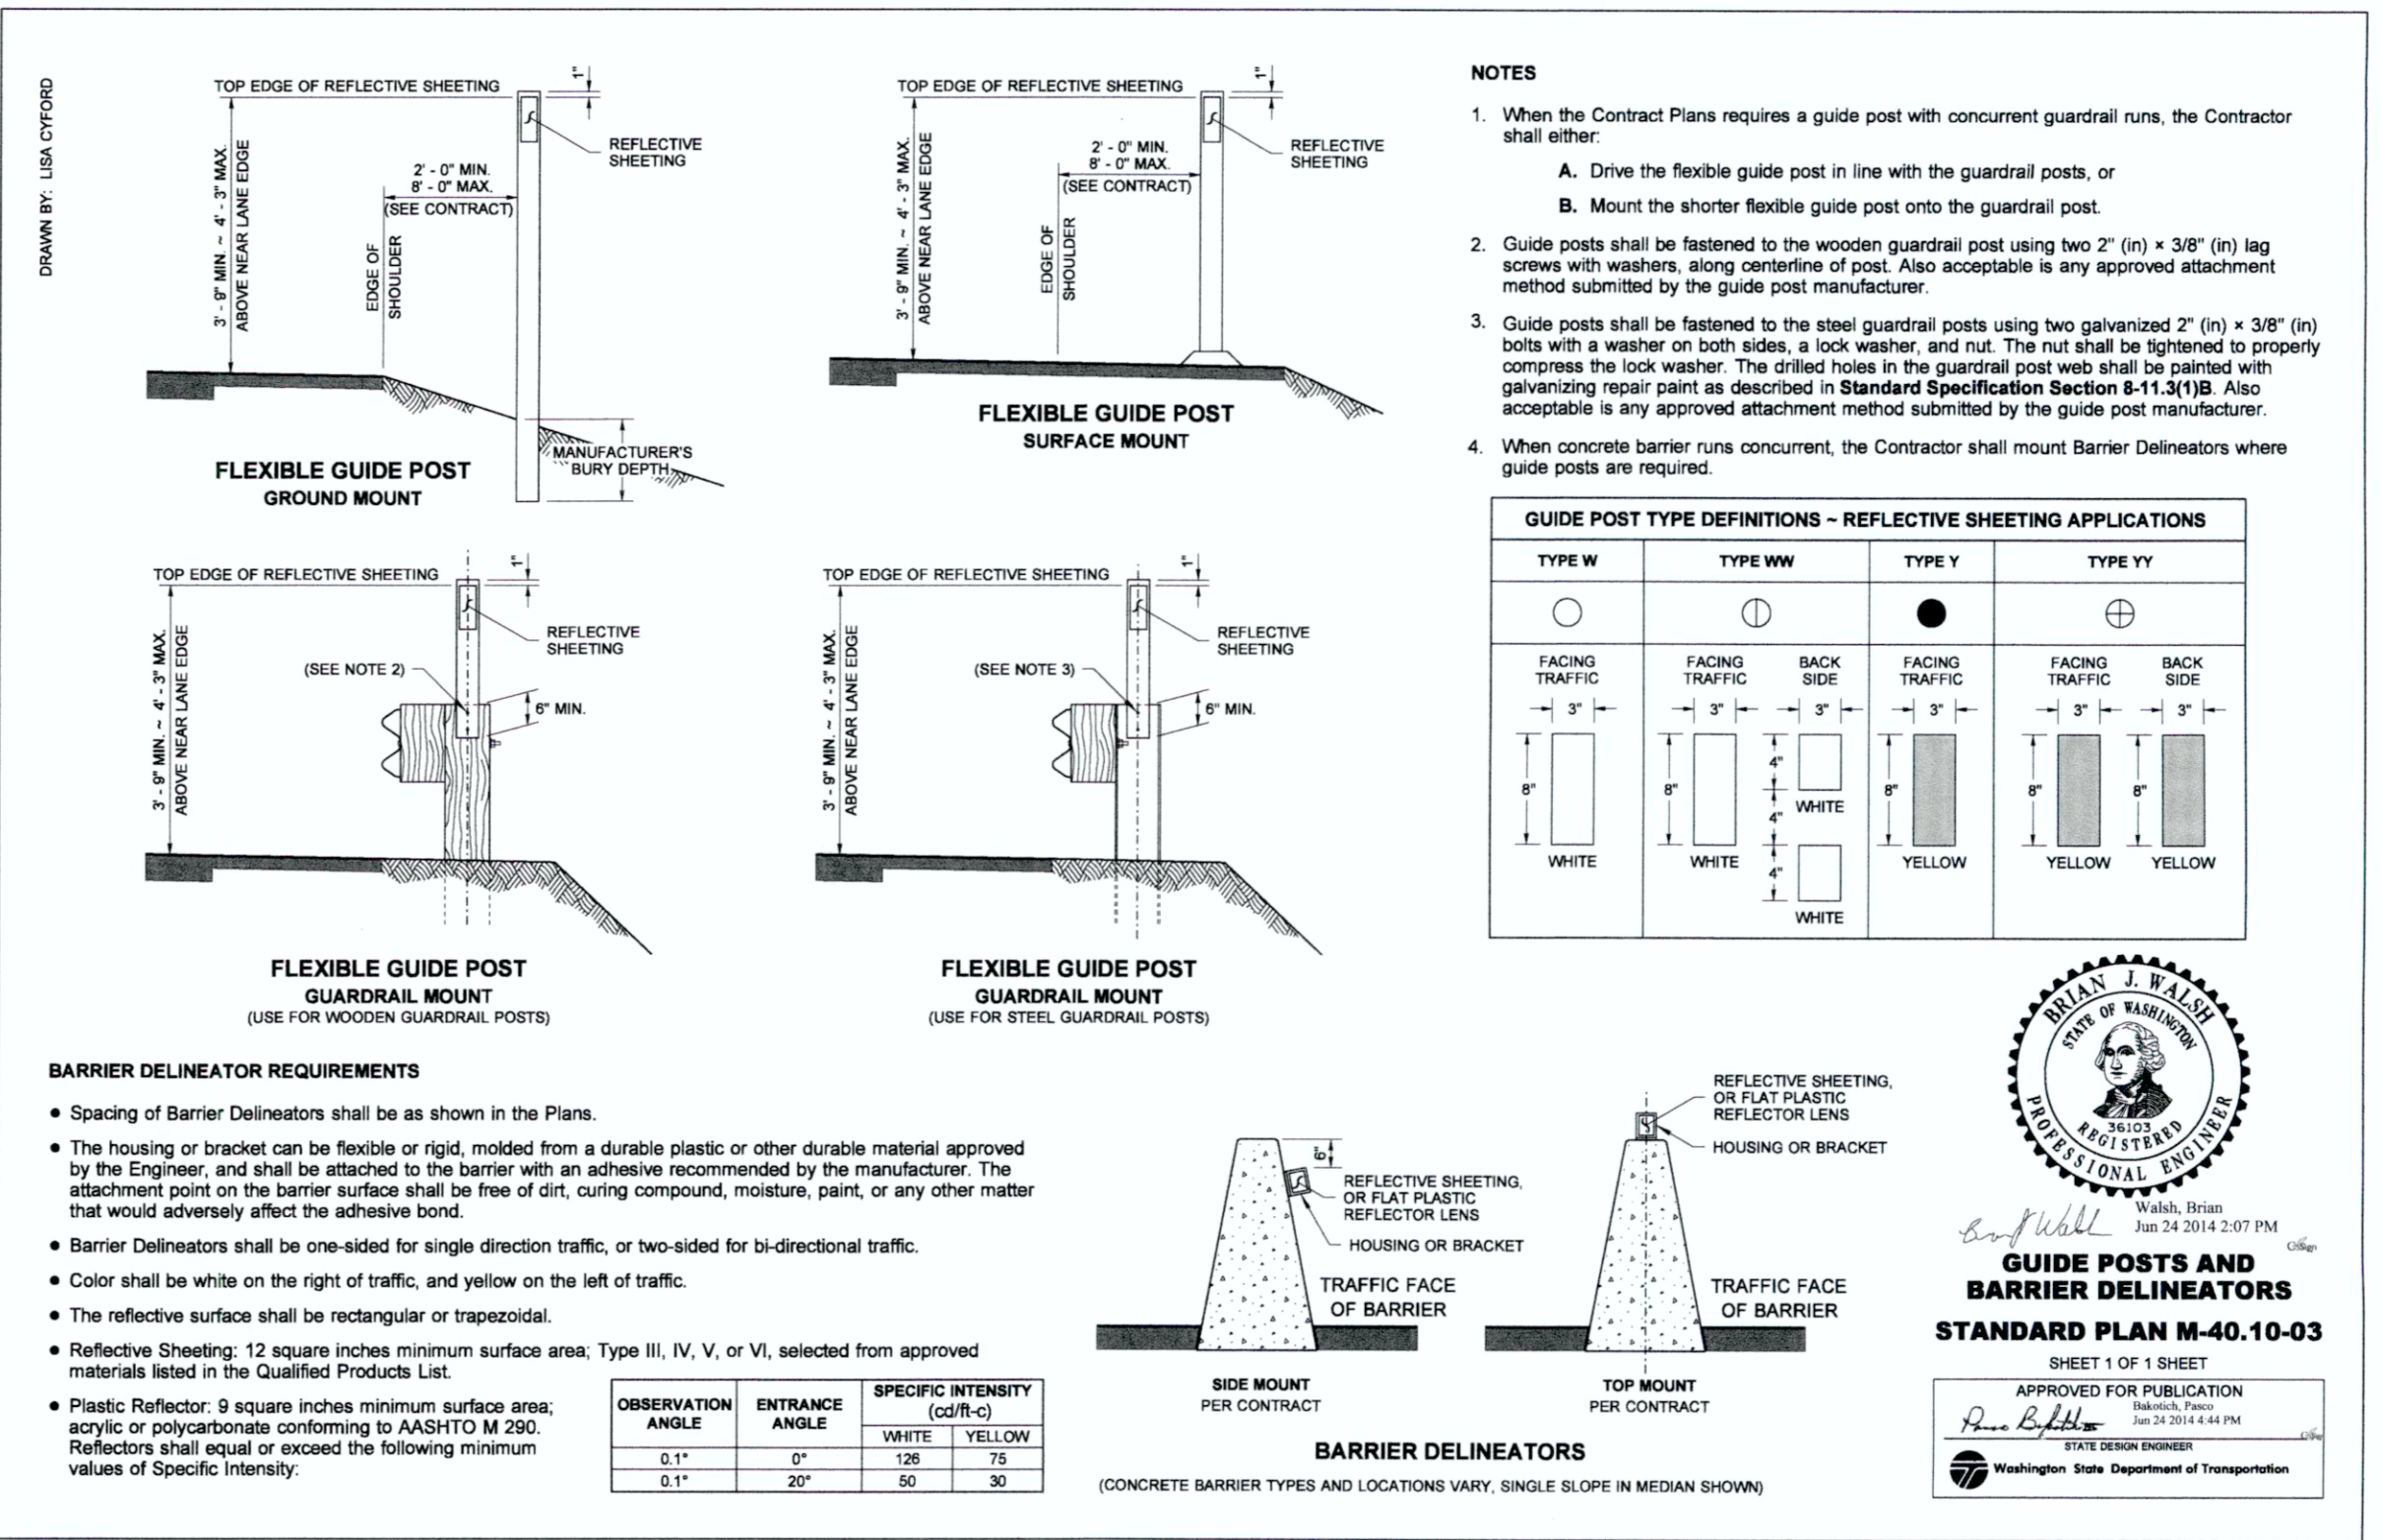 DRAWN BY: LISA CYFORD
TOP EDGE OF REFLECTIVE SHEETING
1"
REFLECTIVE
SHEETING
3' - 9" MIN. ~ 4' - 3" MAX.
ABOVE NEAR LANE EDGE
2' - 0" MIN.
8' - 0" MAX.
(SEE CONTRACT)
EDGE OF
SHOULDER
MANUFACTURER'S
BURY DEPTH
FLEXIBLE GUIDE POST
GROUND MOUNT
TOP EDGE OF REFLECTIVE SHEETING
1"
REFLECTIVE
SHEETING
3' - 9" MIN. ~ 4' - 3" MAX.
ABOVE NEAR LANE EDGE
2' - 0" MIN.
8' - 0" MAX.
(SEE CONTRACT)
EDGE OF
SHOULDER
FLEXIBLE GUIDE POST
SURFACE MOUNT
TOP EDGE OF REFLECTIVE SHEETING
1"
REFLECTIVE
SHEETING
(SEE NOTE 2)
6" MIN.
3' - 9" MIN. ~ 4' - 3" MAX.
ABOVE NEAR LANE EDGE
FLEXIBLE GUIDE POST
GUARDRAIL MOUNT
(USE FOR WOODEN GUARDRAIL POSTS)
TOP EDGE OF REFLECTIVE SHEETING
1"
REFLECTIVE
SHEETING
(SEE NOTE 3)
6" MIN.
3' - 9" MIN. ~ 4' - 3" MAX.
ABOVE NEAR LANE EDGE
FLEXIBLE GUIDE POST
GUARDRAIL MOUNT
(USE FOR STEEL GUARDRAIL POSTS)
NOTES
1. When the Contract Plans requires a guide post with concurrent guardrail runs, the Contractor
shall either:
A. Drive the flexible guide post in line with the guardrail posts, or
B. Mount the shorter flexible guide post onto the guardrail post.
2. Guide posts shall be fastened to the wooden guardrail post using two 2" (in) × 3/8" (in) lag
screws with washers, along centerline of post. Also acceptable is any approved attachment
method submitted by the guide post manufacturer.
3. Guide posts shall be fastened to the steel guardrail posts using two galvanized 2" (in) × 3/8" (in)
bolts with a washer on both sides, a lock washer, and nut. The nut shall be tightened to properly
compress the lock washer. The drilled holes in the guardrail post web shall be painted with
galvanizing repair paint as described in Standard Specification Section 8-11.3(1)B. Also
acceptable is any approved attachment method submitted by the guide post manufacturer.
4. When concrete barrier runs concurrent, the Contractor shall mount Barrier Delineators where
guide posts are required.
GUIDE POST TYPE DEFINITIONS ~ REFLECTIVE SHEETING APPLICATIONS
TYPE W TYPE WW TYPE Y TYPE YY
FACING FACING BACK FACING FACING BACK
TRAFFIC TRAFFIC SIDE TRAFFIC TRAFFIC SIDE
3" 3" 3" 3" 3" 3"
8" 8" 4" 8" 8" 8"
WHITE
4"
WHITE WHITE YELLOW YELLOW YELLOW
4"
WHITE
BARRIER DELINEATOR REQUIREMENTS
● Spacing of Barrier Delineators shall be as shown in the Plans.
● The housing or bracket can be flexible or rigid, molded from a durable plastic or other durable material approved
by the Engineer, and shall be attached to the barrier with an adhesive recommended by the manufacturer. The
attachment point on the barrier surface shall be free of dirt, curing compound, moisture, paint, or any other matter
that would adversely affect the adhesive bond.
● Barrier Delineators shall be one-sided for single direction traffic, or two-sided for bi-directional traffic.
● Color shall be white on the right of traffic, and yellow on the left of traffic.
● The reflective surface shall be rectangular or trapezoidal.
● Reflective Sheeting: 12 square inches minimum surface area; Type III, IV, V, or VI, selected from approved
materials listed in the Qualified Products List.
● Plastic Reflector: 9 square inches minimum surface area;
acrylic or polycarbonate conforming to AASHTO M 290.
Reflectors shall equal or exceed the following minimum
values of Specific Intensity:
OBSERVATION ENTRANCE SPECIFIC INTENSITY
ANGLE ANGLE (cd/ft-c)
WHITE YELLOW
0.1° 0° 126 75
0.1° 20° 50 30
6"
REFLECTIVE SHEETING,
OR FLAT PLASTIC
REFLECTOR LENS
HOUSING OR BRACKET
TRAFFIC FACE
OF BARRIER
SIDE MOUNT
PER CONTRACT
REFLECTIVE SHEETING,
OR FLAT PLASTIC
REFLECTOR LENS
HOUSING OR BRACKET
TRAFFIC FACE
OF BARRIER
TOP MOUNT
PER CONTRACT
BARRIER DELINEATORS
(CONCRETE BARRIER TYPES AND LOCATIONS VARY, SINGLE SLOPE IN MEDIAN SHOWN)
BRIAN J. WALSH
STATE OF WASHINGTON
36103
REGISTERED
PROFESSIONAL ENGINEER
Walsh, Brian
Jun 24 2014 2:07 PM
GUIDE POSTS AND
BARRIER DELINEATORS
STANDARD PLAN M-40.10-03
SHEET 1 OF 1 SHEET
APPROVED FOR PUBLICATION
Bakotich, Pasco
Jun 24 2014 4:44 PM
STATE DESIGN ENGINEER
Washington State Department of Transportation